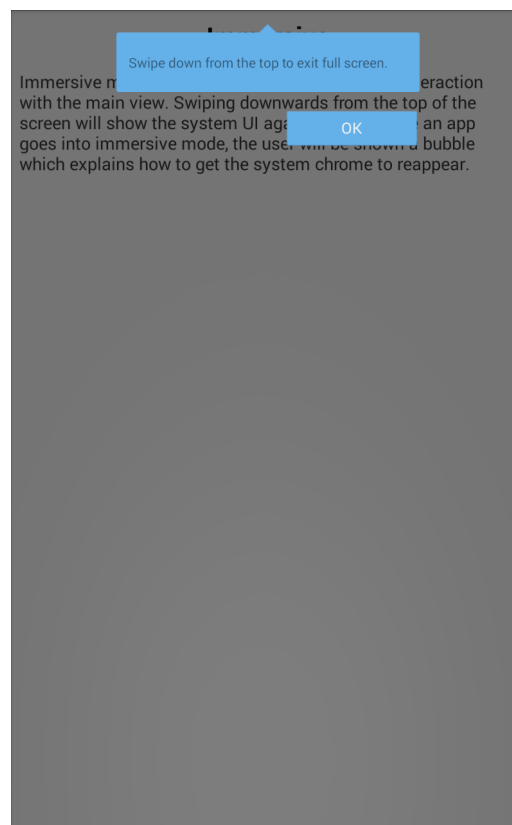 Swipe down from the top to exit full screen.
Immersive eraction
with the main view. Swiping downwards from the top of the
screen will show the system UI OK an app
goes into immersive mode, the user will be shown a bubble
which explains how to get the system chrome to reappear.